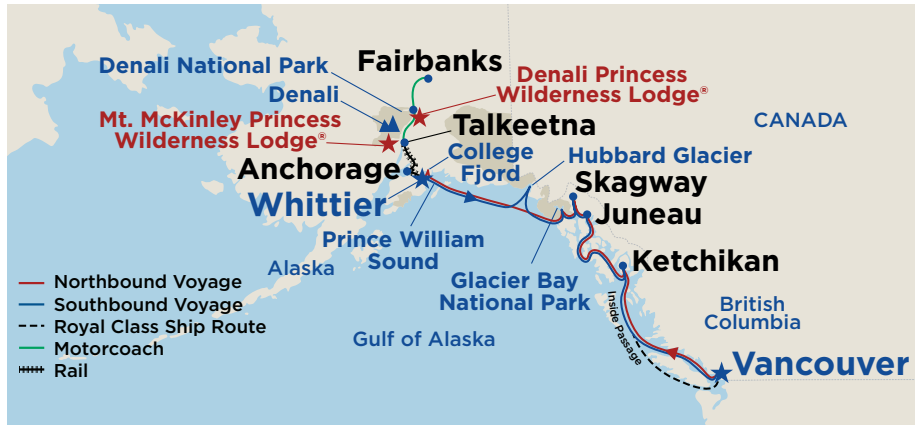 Fairbanks
Denali National Park
Denali Princess
Wilderness Lodge®
Denali
Mt. McKinley Princess
Wilderness Lodge®
Talkeetna
CANADA
College
Fjord
Hubbard Glacier
Anchorage
Skagway
Whittier
Juneau
Prince William
Sound
Ketchikan
Alaska
Glacier Bay
National Park
Northbound Voyage
Southbound Voyage
Royal Class Ship Route
Motorcoach
Rail
Inside Passage
British
Columbia
Gulf of Alaska
Vancouver